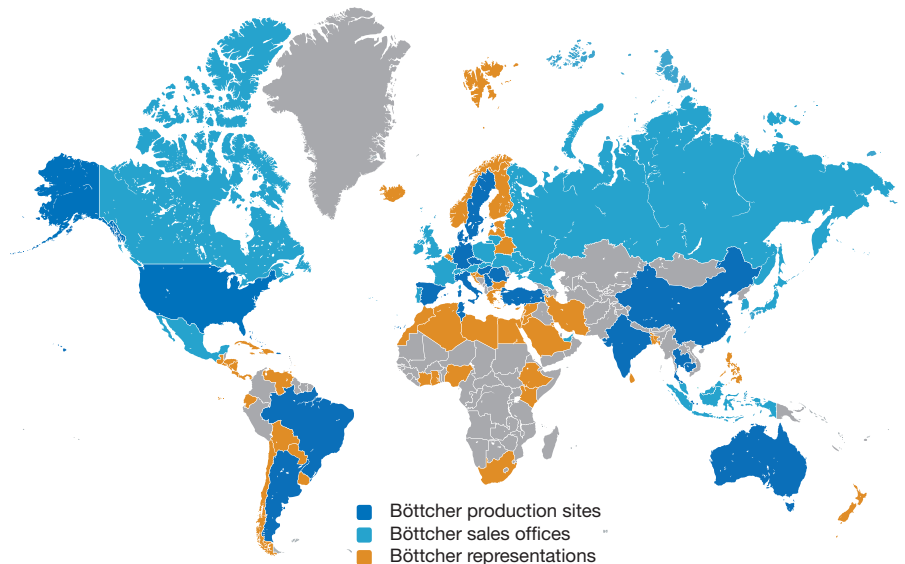 Böttcher production sites
Böttcher sales offices
Böttcher representations